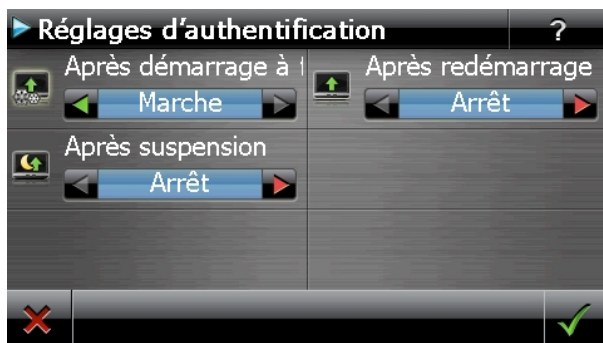 Réglages d'authentification
?
Après démarrage à
Marche
Après redémarrage
Arrêt
Après suspension
Arrêt